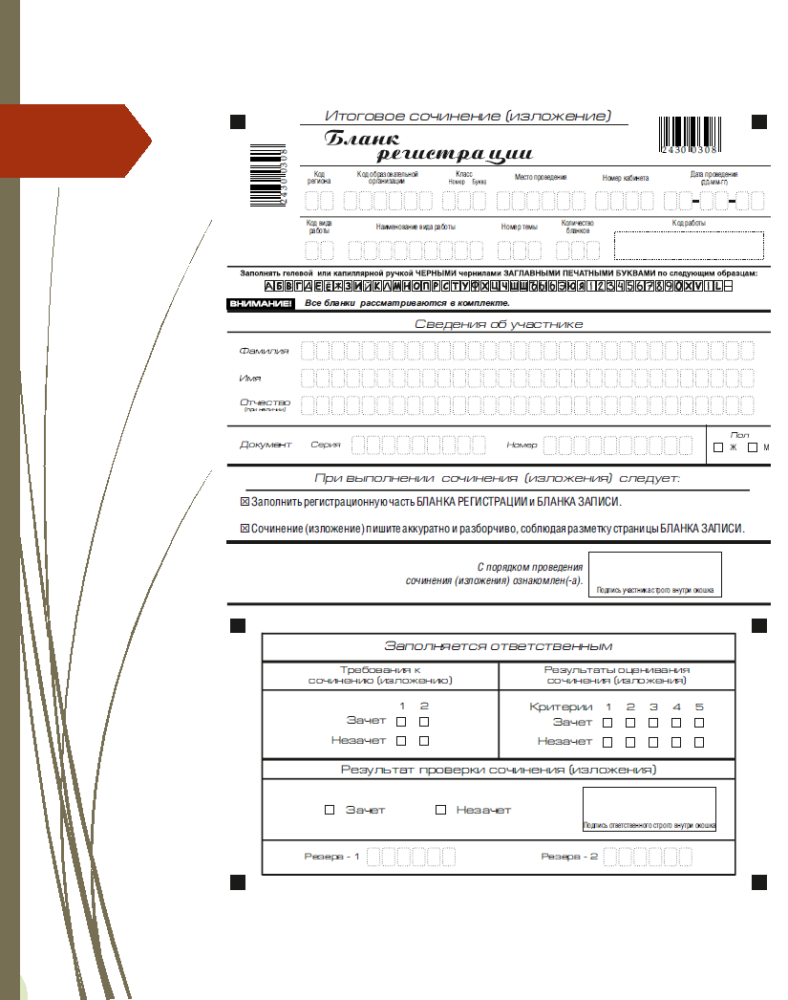 Итоговое сочинение (изложение)
Бланк
регистрации
2430 0308
2430 0308
Код региона
Код образовательной организации
Класс
Номер Буква
Место проведения
Номер кабинета
Дата проведения
(ДД-ММ-ГГ)
Код вида работы
Наименование вида работы
Номер темы
Количество бланков
Код работы
Заполнять гелевой или капиллярной ручкой ЧЕРНЫМИ чернилами ЗАГЛАВНЫМИ ПЕЧАТНЫМИ БУКВАМИ по следующим образцам:
АБВГДЕЁЖЗИЙКЛМНОПРСТУФХЦЧШЩЪЫЬЭЮЯ1234567890XVIL–
ВНИМАНИЕ! Все бланки рассматриваются в комплекте.
Сведения об участнике
Фамилия
Имя
Отчество
(при наличии)
Документ Серия Номер
Пол
Ж М
При выполнении сочинения (изложения) следует:
☒ Заполнить регистрационную часть БЛАНКА РЕГИСТРАЦИИ и БЛАНКА ЗАПИСИ.
☒ Сочинение (изложение) пишите аккуратно и разборчиво, соблюдая разметку страницы БЛАНКА ЗАПИСИ.
С порядком проведения
сочинения (изложения) ознакомлен(-а).
Подпись участника строго внутри окошка
Заполняется ответственным
Требования к
сочинению (изложению)
1 2
Зачет
Незачет
Результаты оценивания
сочинения (изложения)
Критерии 1 2 3 4 5
Зачет
Незачет
Результат проверки сочинения (изложения)
Зачет Незачет
Подпись ответственного строго внутри окошка
Резерв - 1 Резерв - 2